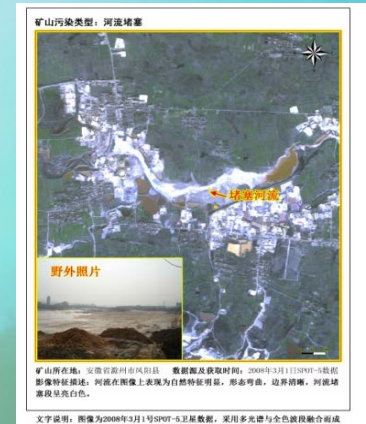 矿山污染类型：河流堵塞
堵塞河流
野外照片
矿山所在地：安徽省滁州市凤阳县 数据源及获取时间：2008年3月1日SPOT-5数据
影像特征描述：河流在图像上表现为自然特征明显，形态弯曲，边界清晰，河流堵
塞段呈亮白色。
文字说明：图像为2008年3月1号SPOT-5卫星数据，采用多光谱与全色波段融合而成